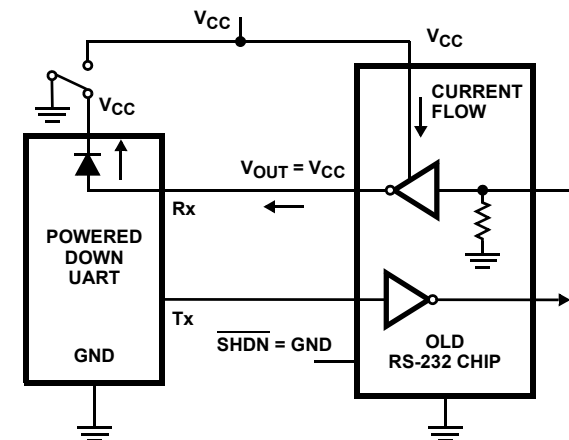 VCC
VCC
VCC
CURRENT
FLOW
VOUT = VCC
Rx
POWERED
DOWN
UART
Tx
GND
SHDN = GND
OLD
RS-232 CHIP